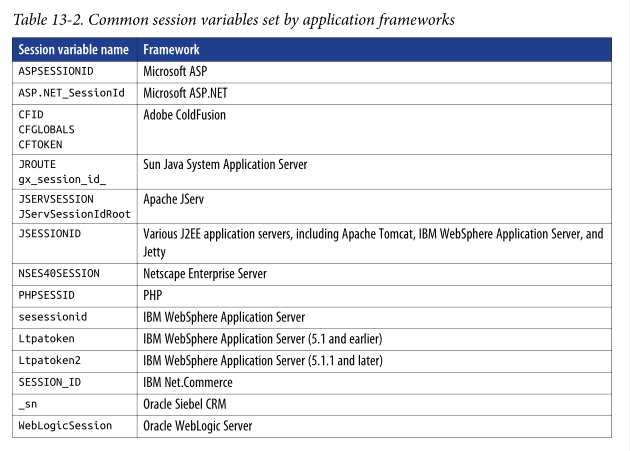 Table 13-2. Common session variables set by application frameworks
Session variable name Framework
ASPSESSIONID Microsoft ASP
ASP.NET_SessionId Microsoft ASP.NET
CFID Adobe ColdFusion
CFGLOBALS
CFTOKEN
JROUTE Sun Java System Application Server
gx_session_id_
JSERVSESSION Apache JServ
JServSessionIdRoot
JSESSIONID Various J2EE application servers, including Apache Tomcat, IBM WebSphere Application Server, and
Jetty
NSES40SESSION Netscape Enterprise Server
PHPSESSID PHP
sesessionid IBM WebSphere Application Server
Ltpatoken IBM WebSphere Application Server (5.1 and earlier)
Ltpatoken2 IBM WebSphere Application Server (5.1.1 and later)
SESSION_ID IBM Net.Commerce
_sn Oracle Siebel CRM
WebLogicSession Oracle WebLogic Server